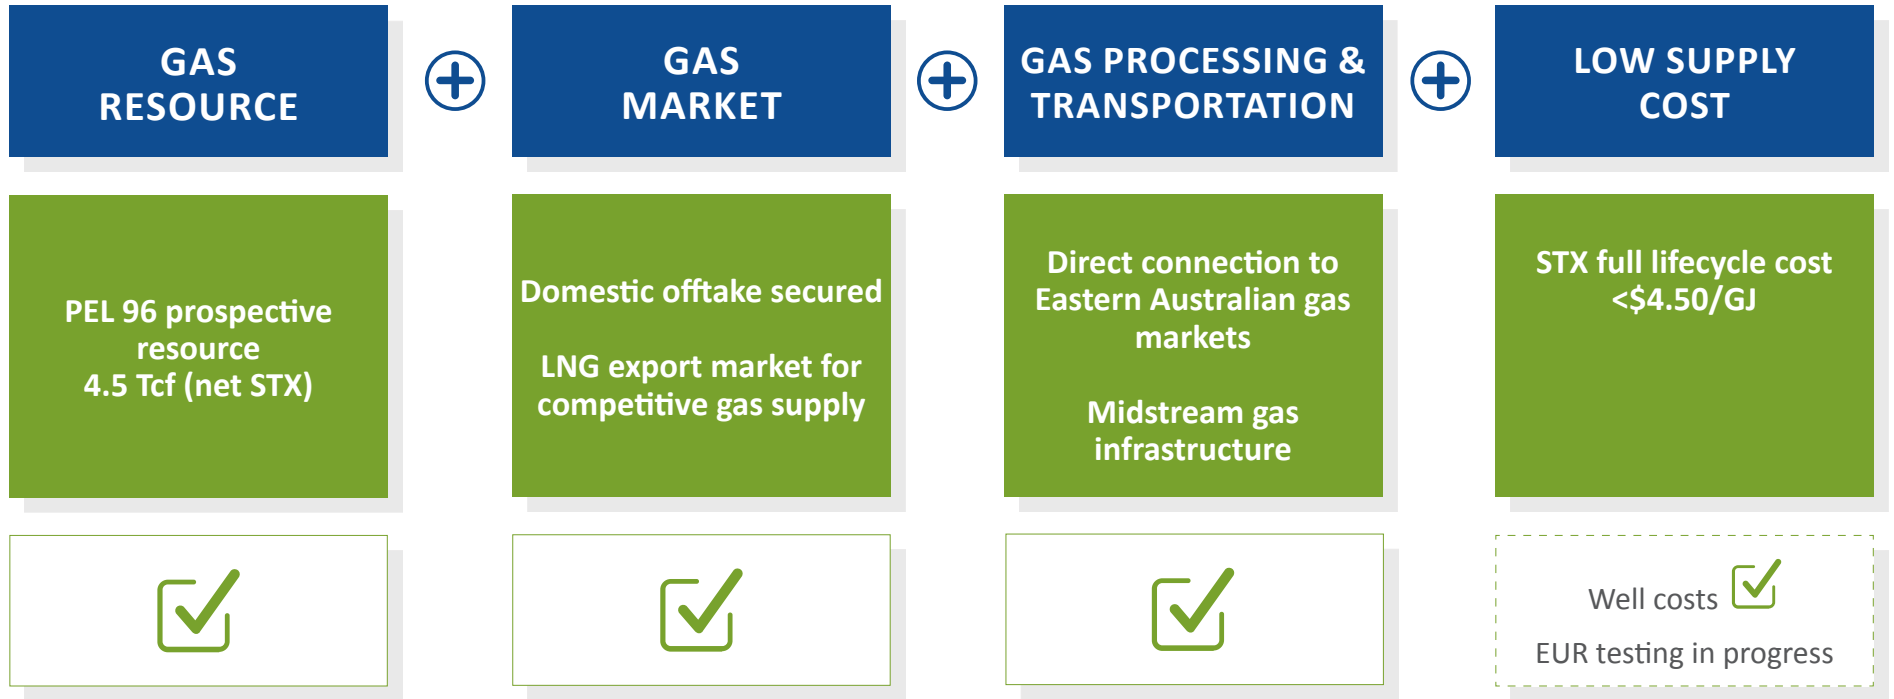 GAS
RESOURCE
GAS
MARKET
GAS PROCESSING &
TRANSPORTATION
LOW SUPPLY
COST
PEL 96 prospective
resource
4.5 Tcf (net STX)
Domestic offtake secured
LNG export market for
competitive gas supply
Direct connection to
Eastern Australian gas
markets
Midstream gas
infrastructure
STX full lifecycle cost
<$4.50/GJ
Well costs
EUR testing in progress